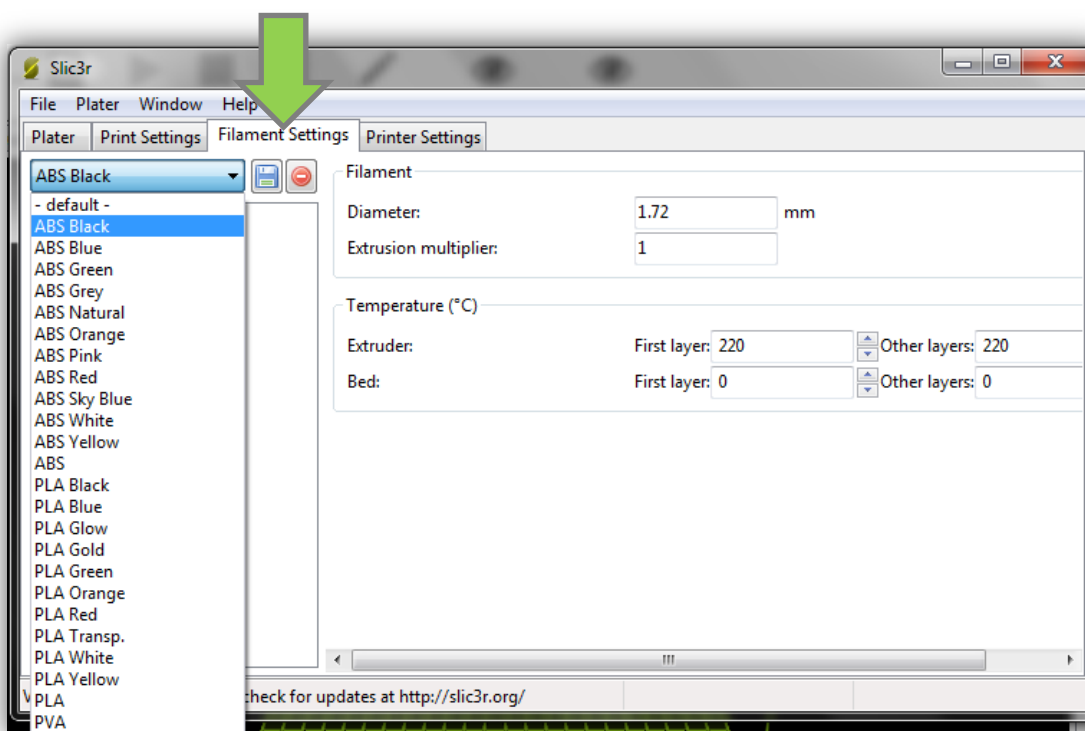 Slic3r
File Plater Window Help
Plater Print Settings Filament Settings Printer Settings
ABS Black
- default -
ABS Black
ABS Blue
ABS Green
ABS Grey
ABS Natural
ABS Orange
ABS Pink
ABS Red
ABS Sky Blue
ABS White
ABS Yellow
ABS
PLA Black
PLA Blue
PLA Glow
PLA Gold
PLA Green
PLA Orange
PLA Red
PLA Transp.
PLA White
PLA Yellow
PLA
PVA
Filament
Diameter: 1.72 mm
Extrusion multiplier: 1
Temperature (°C)
Extruder: First layer: 220 Other layers: 220
Bed: First layer: 0 Other layers: 0
check for updates at http://slic3r.org/